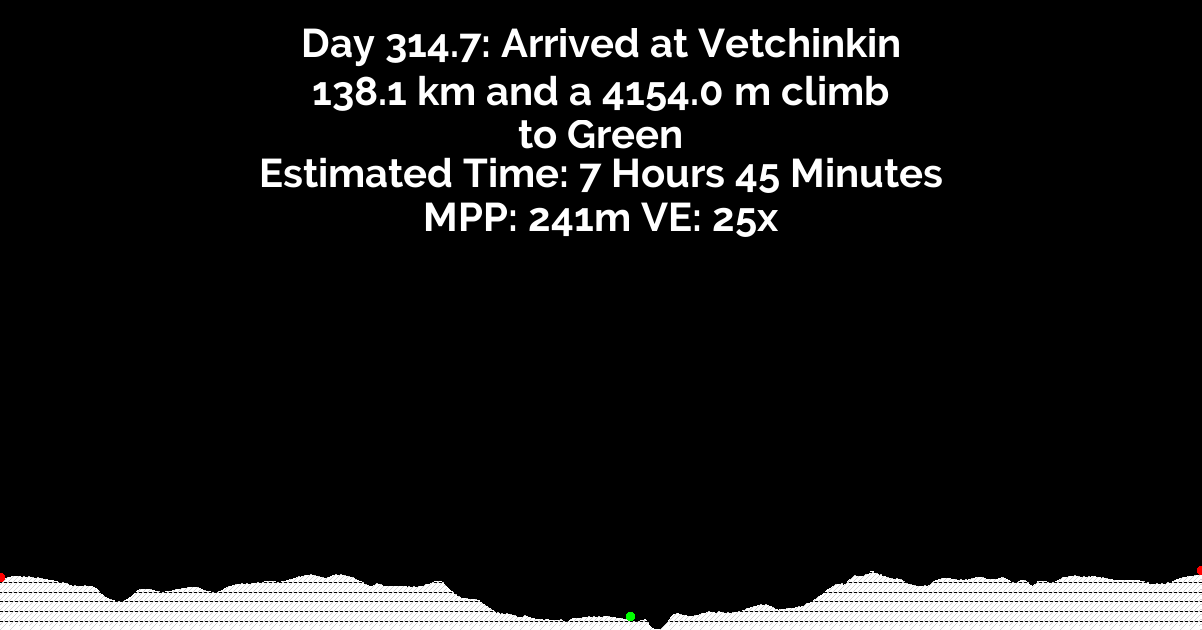 Day 314.7: Arrived at Vetchinkin
138.1 km and a 4154.0 m climb
to Green
Estimated Time: 7 Hours 45 Minutes
MPP: 241m VE: 25x